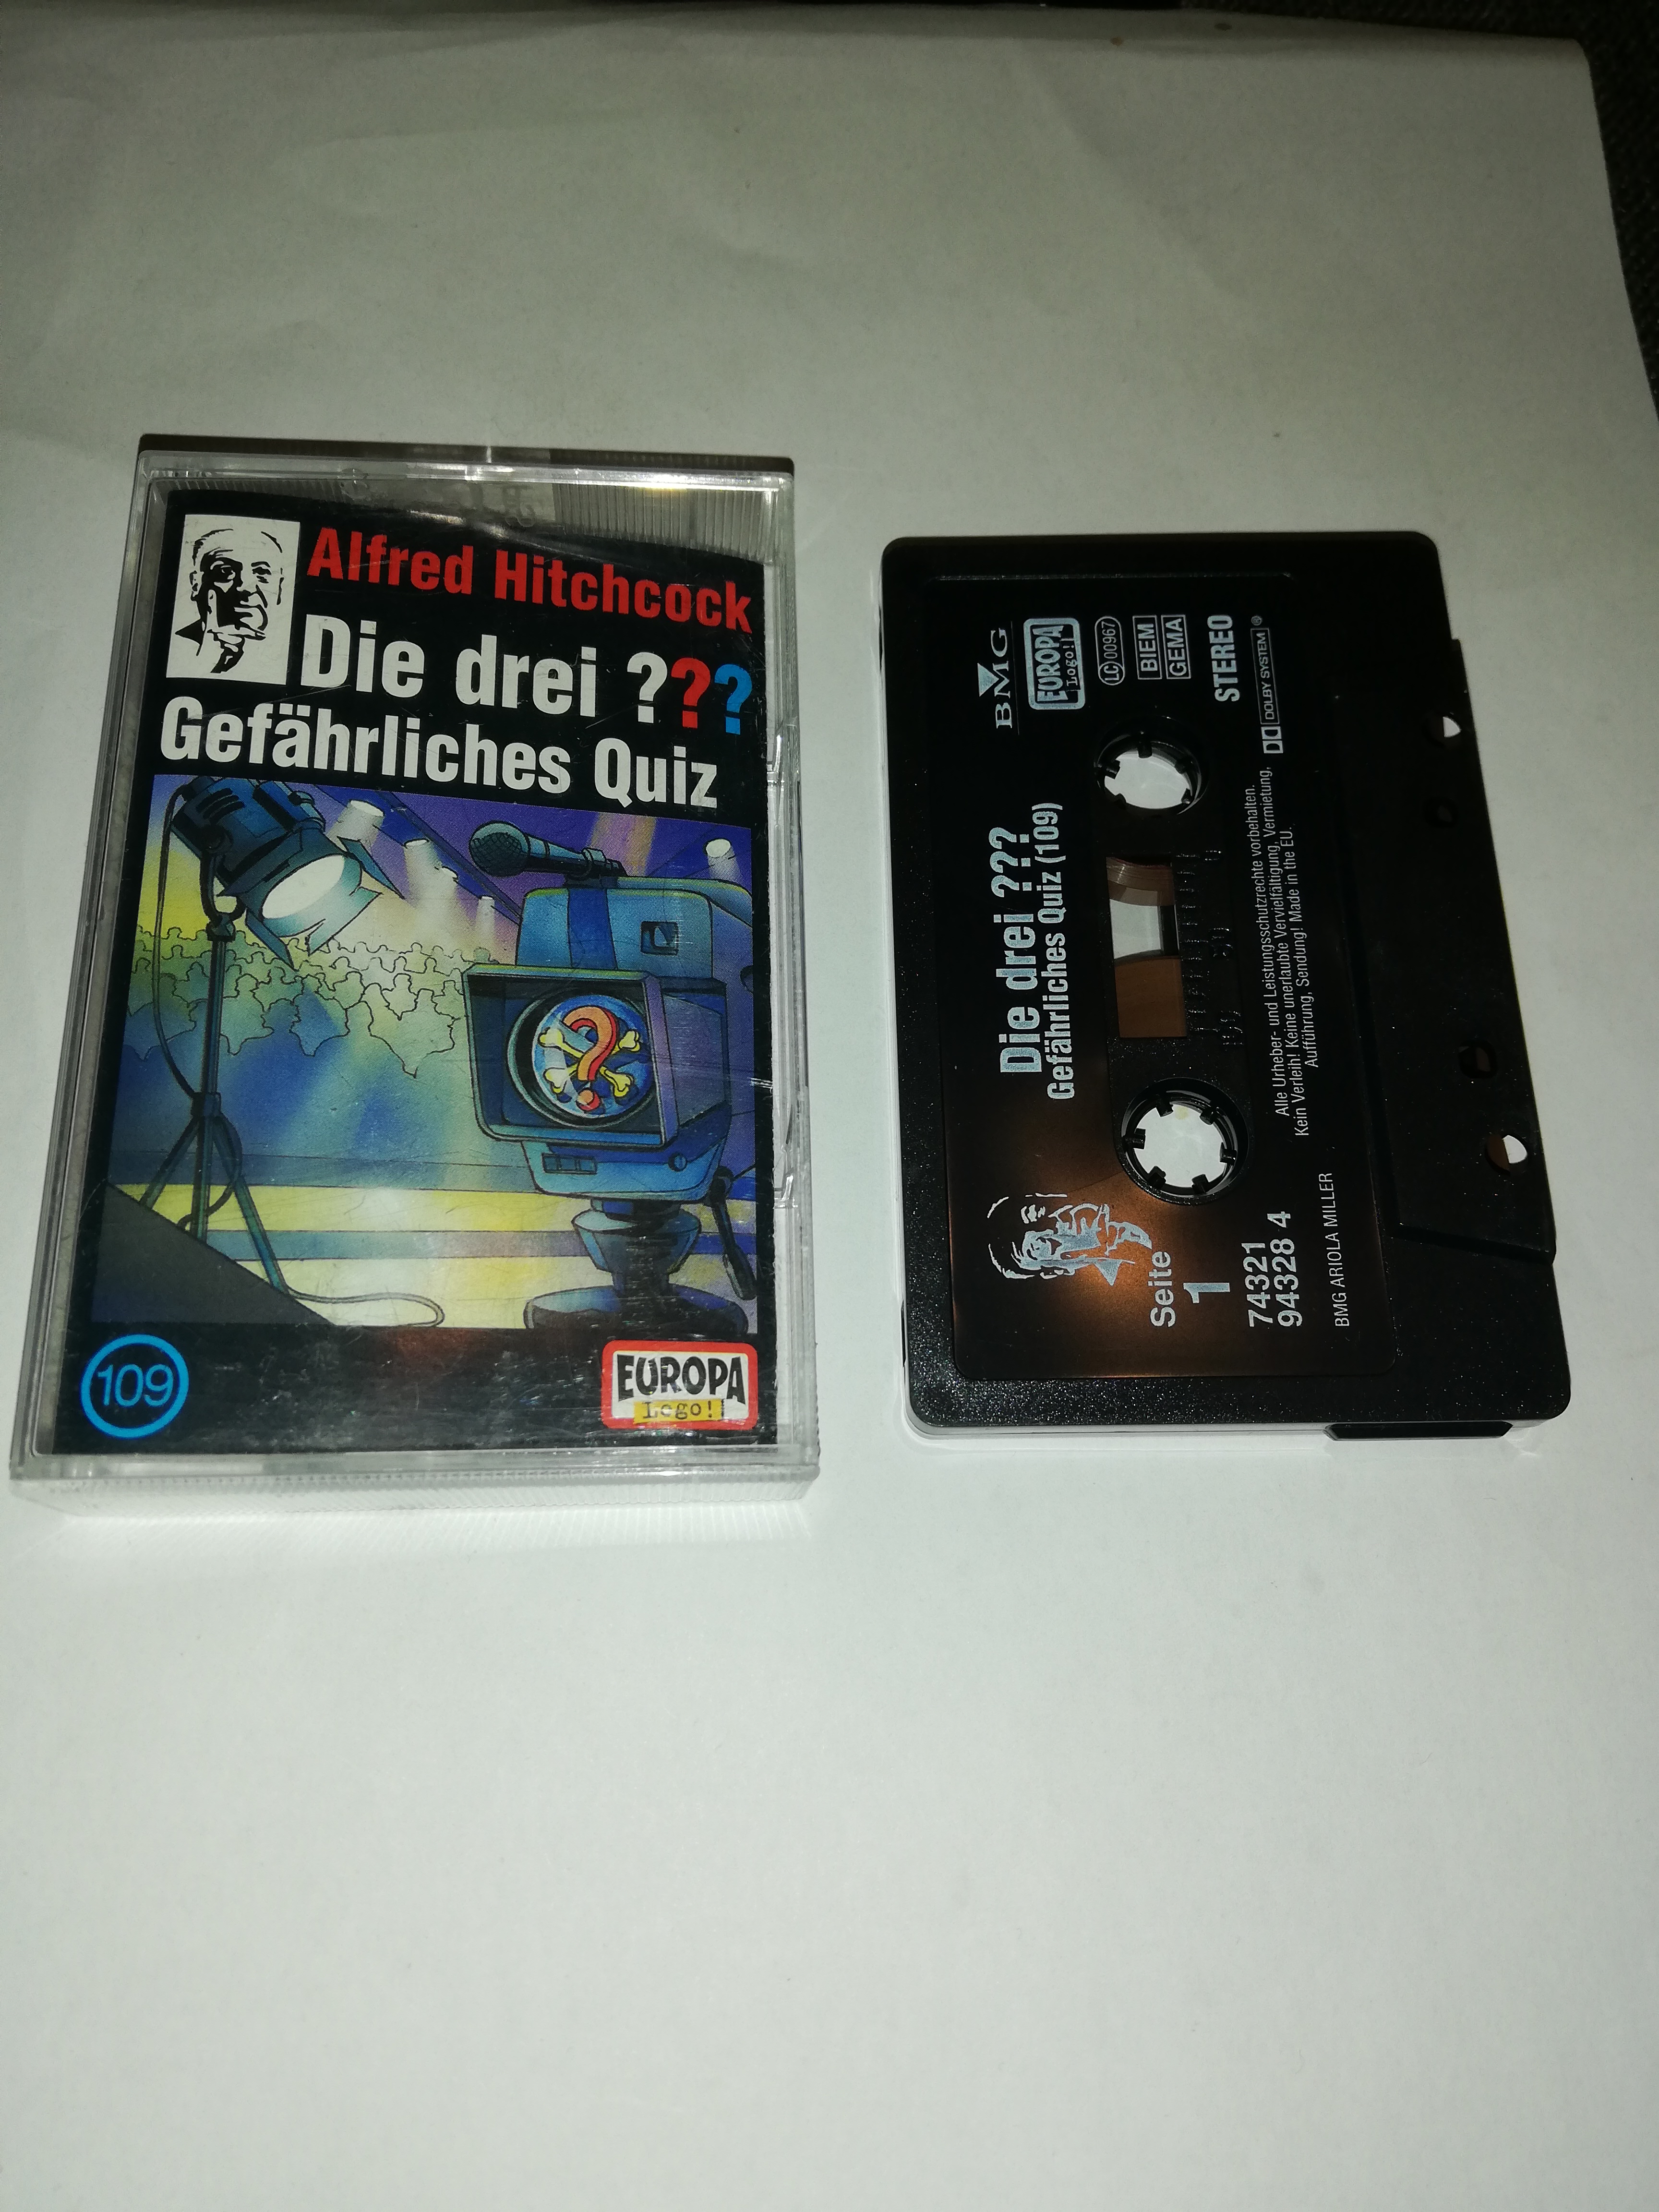 Alfred Hitchcock
Die drei ???
Gefährliches Quiz
109
EUROPA
Logo!
BMG
EUROPA
Logo!
LC 00967
BIEM
GEMA
STEREO
DOLBY SYSTEM ®
Die drei ???
Gefährliches Quiz (109)
Alle Urheber- und Leistungsschutzrechte vorbehalten.
Kein Verleih! Keine unerlaubte Vervielfältigung, Vermietung,
Aufführung, Sendung! Made in the EU.
Seite
1
74321
94328 4
BMG ARIOLA MILLER